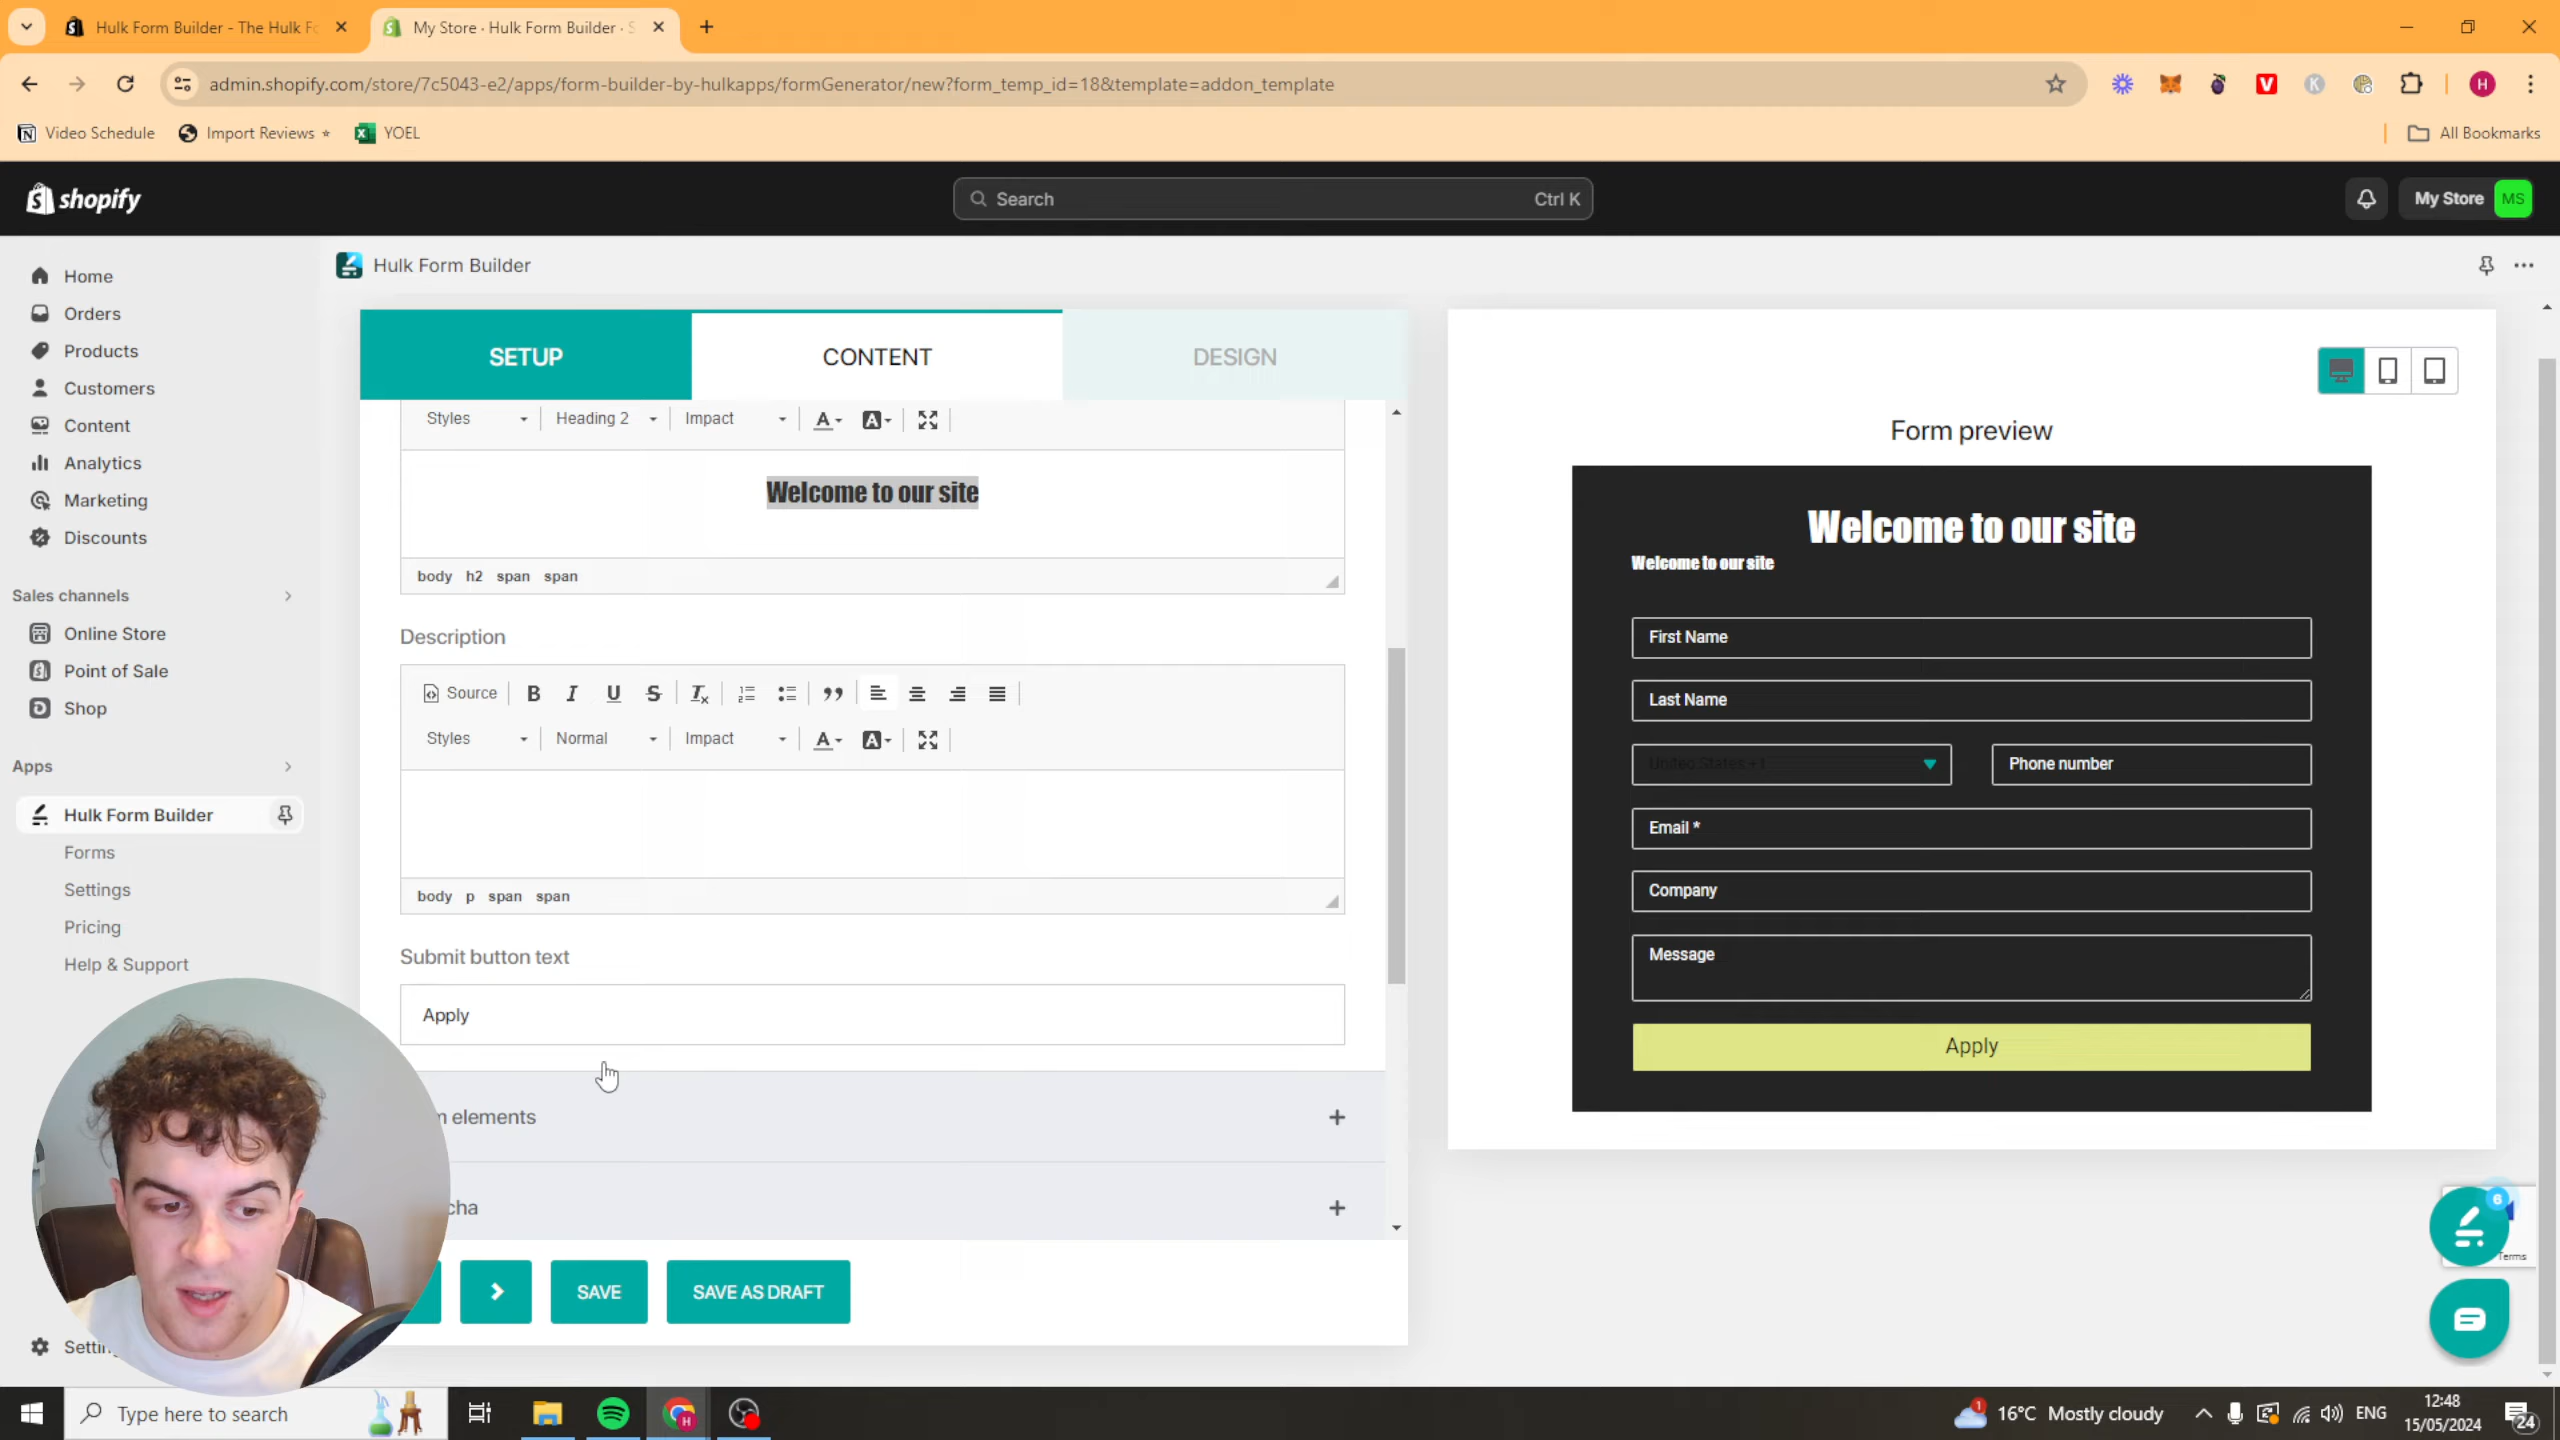 Hulk Form Builder - The Hulk Fo
My Store · Hulk Form Builder · S
admin.shopify.com/store/7c5043-e2/apps/form-builder-by-hulkapps/formGenerator/new?form_temp_id=18&template=addon_template
Video Schedule
Import Reviews
YOEL
All Bookmarks
shopify
Search
Ctrl K
My Store
MS
Home
Orders
Products
Customers
Content
Analytics
Marketing
Discounts
Sales channels
Online Store
Point of Sale
Shop
Apps
Hulk Form Builder
Forms
Settings
Pricing
Help & Support
Hulk Form Builder
SETUP
CONTENT
DESIGN
Styles
Heading 2
Impact
Welcome to our site
body h2 span span
Description
Source
Styles
Normal
Impact
body p span span
Submit button text
Apply
elements
SAVE
SAVE AS DRAFT
Form preview
Welcome to our site
Welcome to our site
First Name
Last Name
United States +1
Phone number
Email *
Company
Message
Apply
6
Terms
Type here to search
16°C Mostly cloudy
ENG
12:48
15/05/2024
24